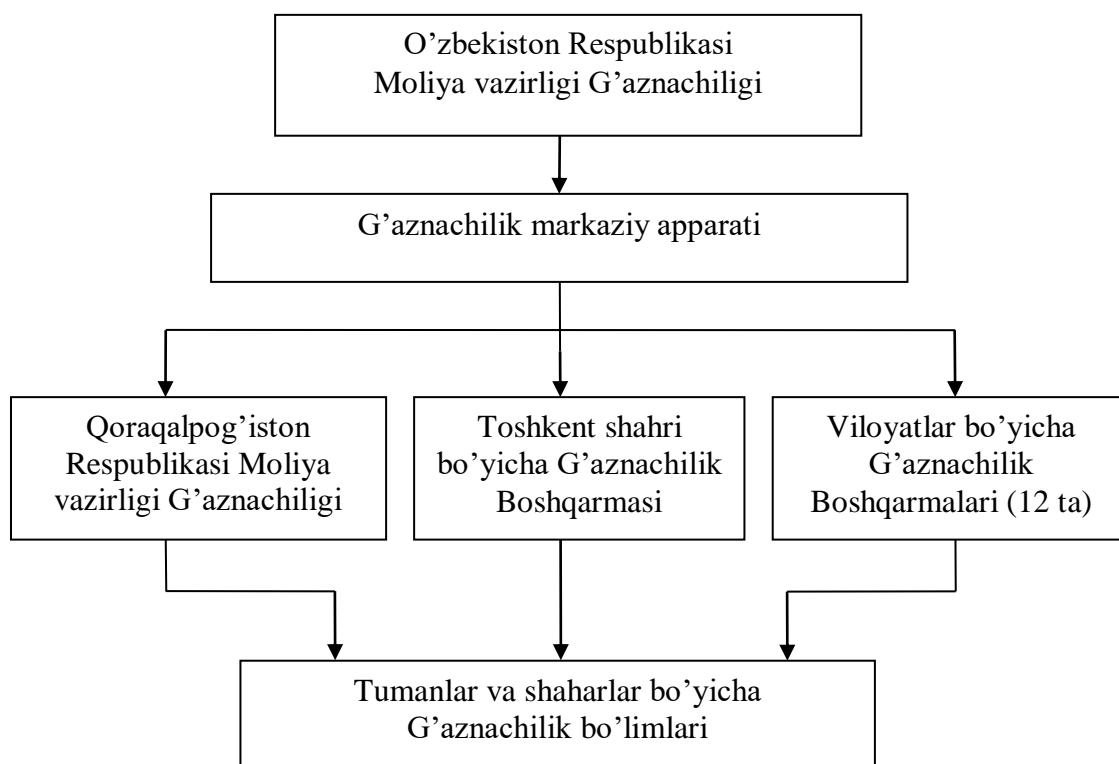 O’zbekiston Respublikasi
Moliya vazirligi G’aznachiligi
G’aznachilik markaziy apparati
Qoraqalpog’iston
Respublikasi Moliya
vazirligi G’aznachiligi
Toshkent shahri
bo’yicha G’aznachilik
Boshqarmasi
Viloyatlar bo’yicha
G’aznachilik
Boshqarmalari (12 ta)
Tumanlar va shaharlar bo’yicha
G’aznachilik bo’limlari